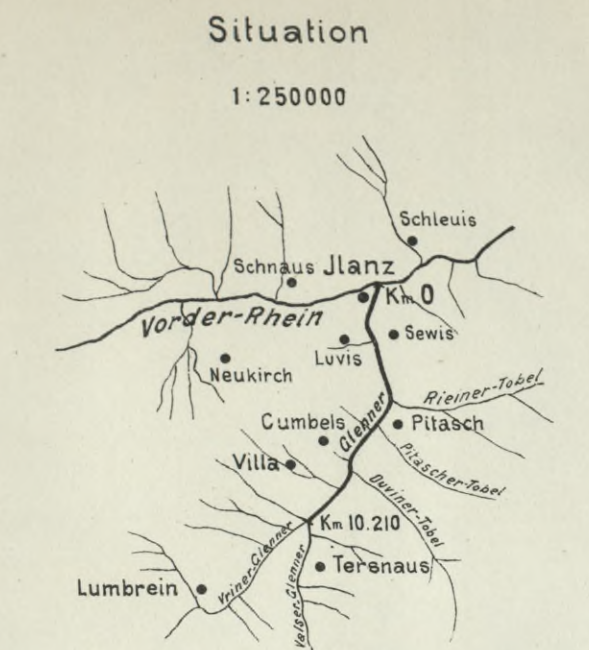 Situation
1:250000
Schleuis
Schnaus
Jlanz
Km 0
Vorder-Rhein
Luvis
Sewis
Neukirch
Rieiner-Tobel
Cumbels
Glenner
Pitasch
Pitascher-Tobel
Villa
Duviner-Tobel
Km 10.210
Vriner-Glenner
Valser-Glenner
Tersnaus
Lumbrein